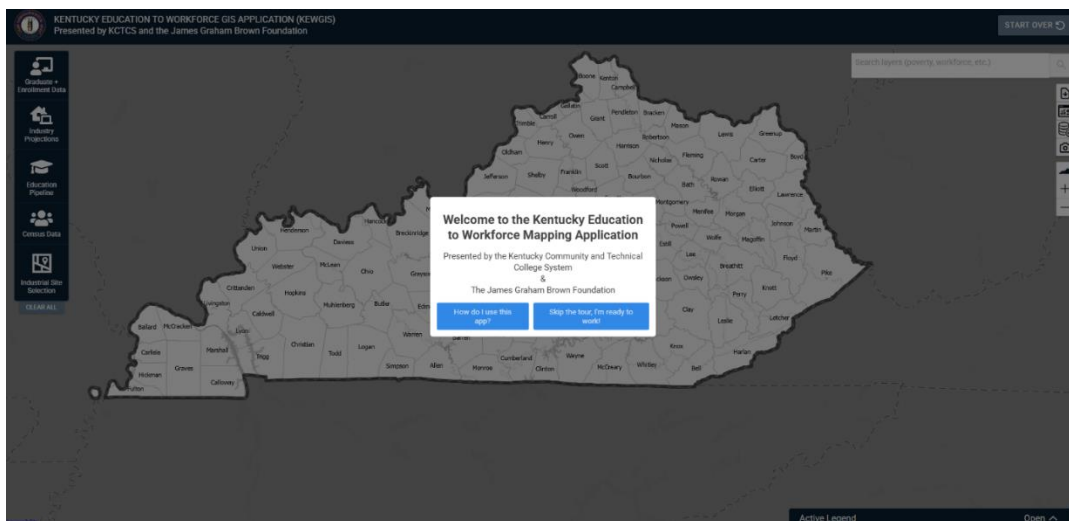 KENTUCKY EDUCATION TO WORKFORCE GIS APPLICATION (KEWGIS)
Presented by KCTCS and the James Graham Brown Foundation
START OVER
Search layers (poverty, workforce, etc.)
Graduate +
Enrollment Data
Industry
Projections
Education
Pipeline
Census Data
Industrial Site
Selection
CLEAR ALL
Welcome to the Kentucky Education
to Workforce Mapping Application
Presented by the Kentucky Community and Technical
College System
&
The James Graham Brown Foundation
How do I use this
app?
Skip the tour, I'm ready to
work!
Boone
Kenton
Campbell
Gallatin
Carroll
Trimble
Grant
Pendleton
Bracken
Mason
Owen
Robertson
Lewis
Greenup
Henry
Harrison
Oldham
Nicholas
Fleming
Carter
Boyd
Scott
Jefferson
Shelby
Franklin
Bourbon
Bath
Rowan
Elliott
Lawrence
Woodford
Montgomery
Menifee
Morgan
Johnson
Martin
Powell
Wolfe
Magoffin
Estill
Lee
Floyd
Breathitt
Pike
Owsley
Knott
Perry
Clay
Leslie
Letcher
Knox
Harlan
Bell
Whitley
McCreary
Wayne
Clinton
Cumberland
Monroe
Allen
Simpson
Warren
Logan
Todd
Christian
Trigg
Caldwell
Hopkins
Muhlenberg
Butler
Ohio
McLean
Daviess
Hancock
Breckinridge
Henderson
Union
Webster
Crittenden
Livingston
Lyon
Marshall
Calloway
Graves
McCracken
Ballard
Carlisle
Hickman
Fulton
Active Legend
Open